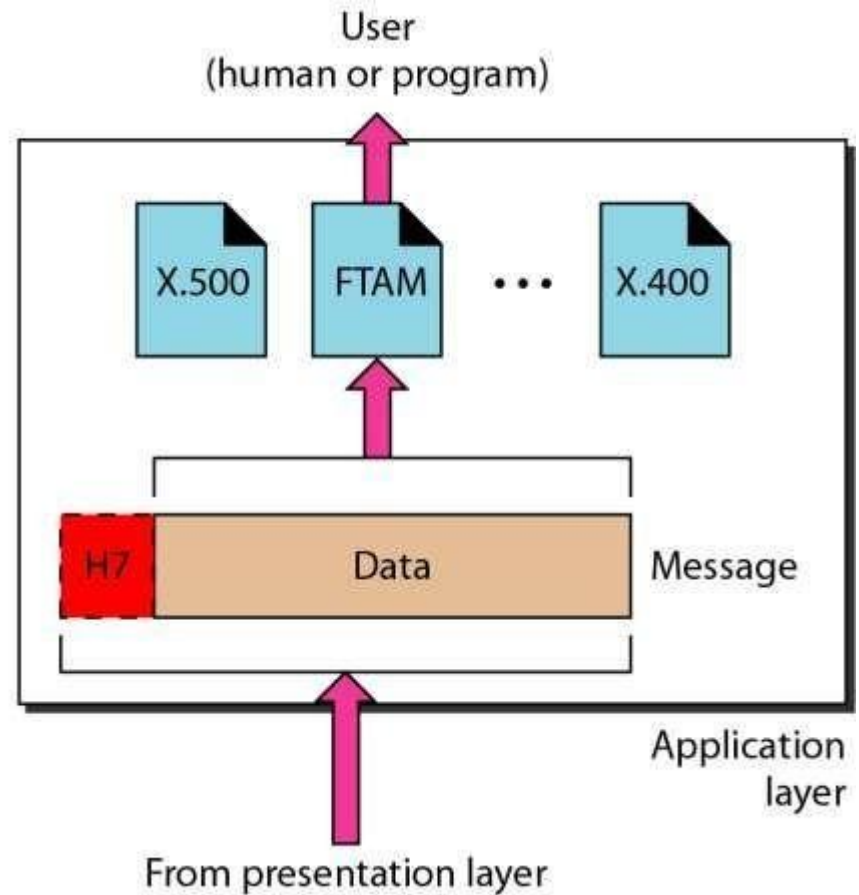 User
(human or program)
X.500 FTAM ... X.400
H7 Data Message
Application
layer
From presentation layer